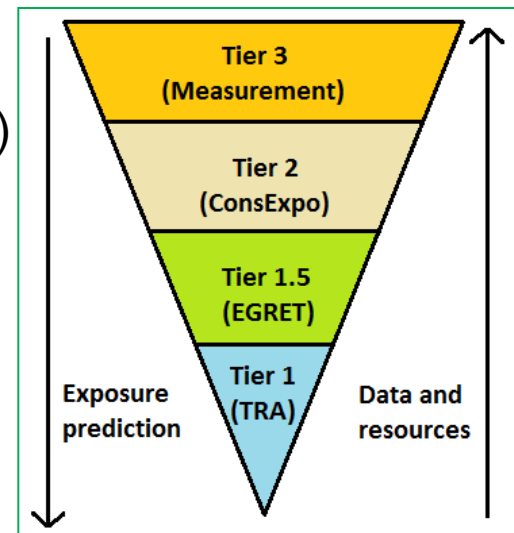 )
Tier 3
(Measurement)
Tier 2
(ConsExpo)
Tier 1.5
(EGRET)
Tier 1
(TRA)
Exposure
prediction
Data and
resources